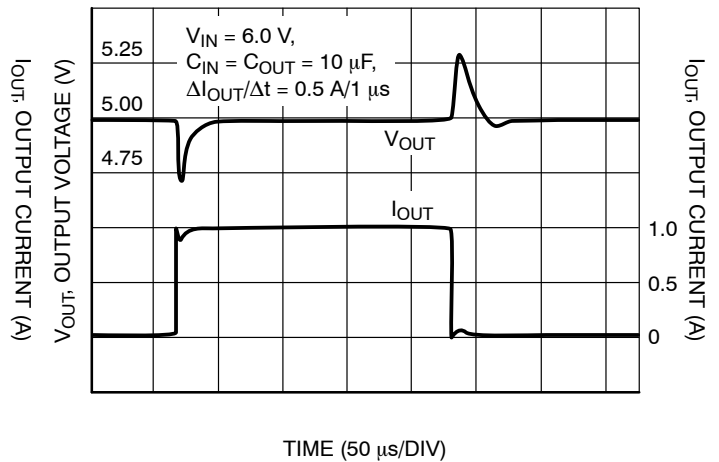 V_IN = 6.0 V,
C_IN = C_OUT = 10 μF,
ΔI_OUT/Δt = 0.5 A/1 μs
5.25
5.00
4.75
V_OUT
I_OUT
1.0
0.5
0
I_OUT, OUTPUT CURRENT (A)
V_OUT, OUTPUT VOLTAGE (V)
I_OUT, OUTPUT CURRENT (A)
TIME (50 μs/DIV)